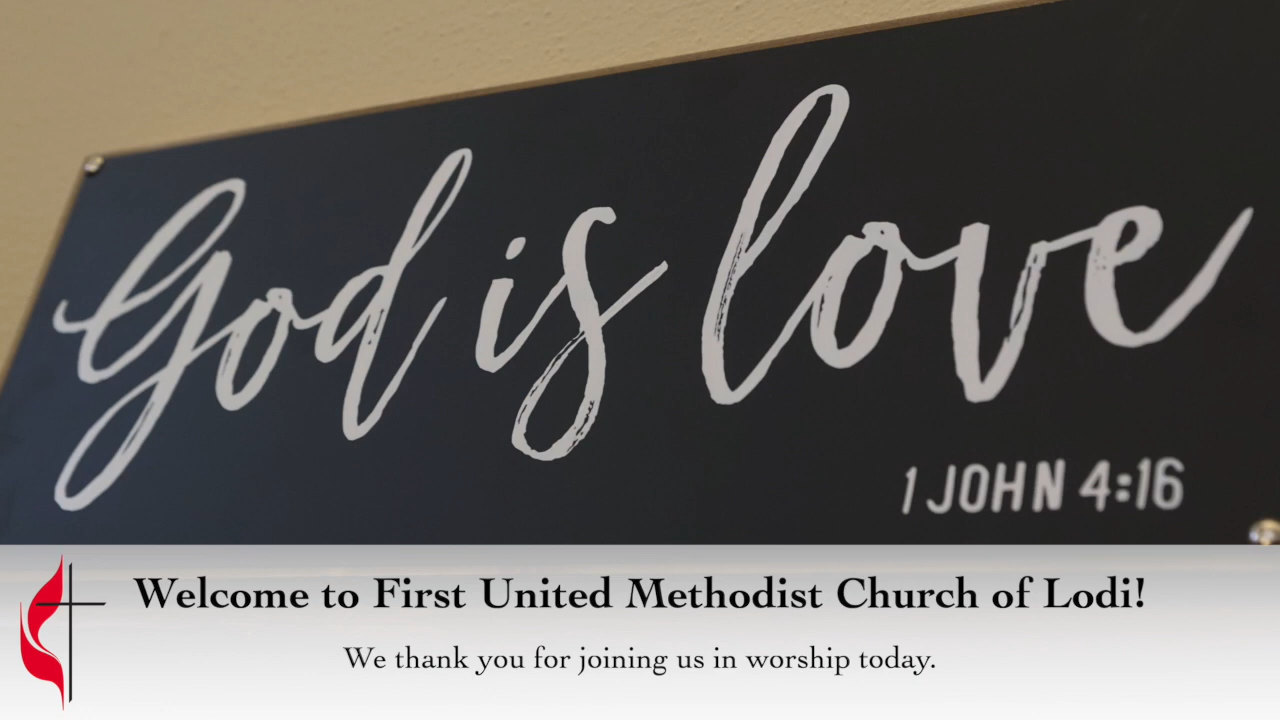 God is love
1 JOHN 4:16
Welcome to First United Methodist Church of Lodi!
We thank you for joining us in worship today.